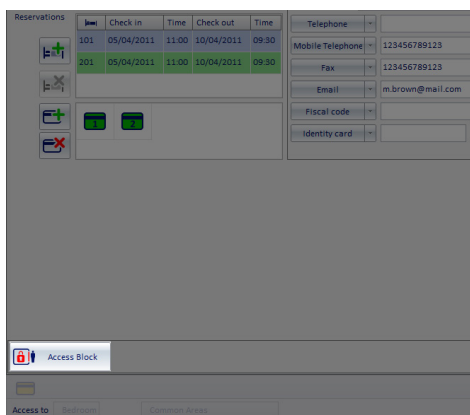 Reservations
Check in Time Check out Time
101 05/04/2011 11:00 10/04/2011 09:30
201 05/04/2011 11:00 10/04/2011 09:30
1 2
Telephone
Mobile Telephone 123456789123
Fax 123456789123
Email m.brown@mail.com
Fiscal code
Identity card
Access Block
Access to Bedroom Common Areas